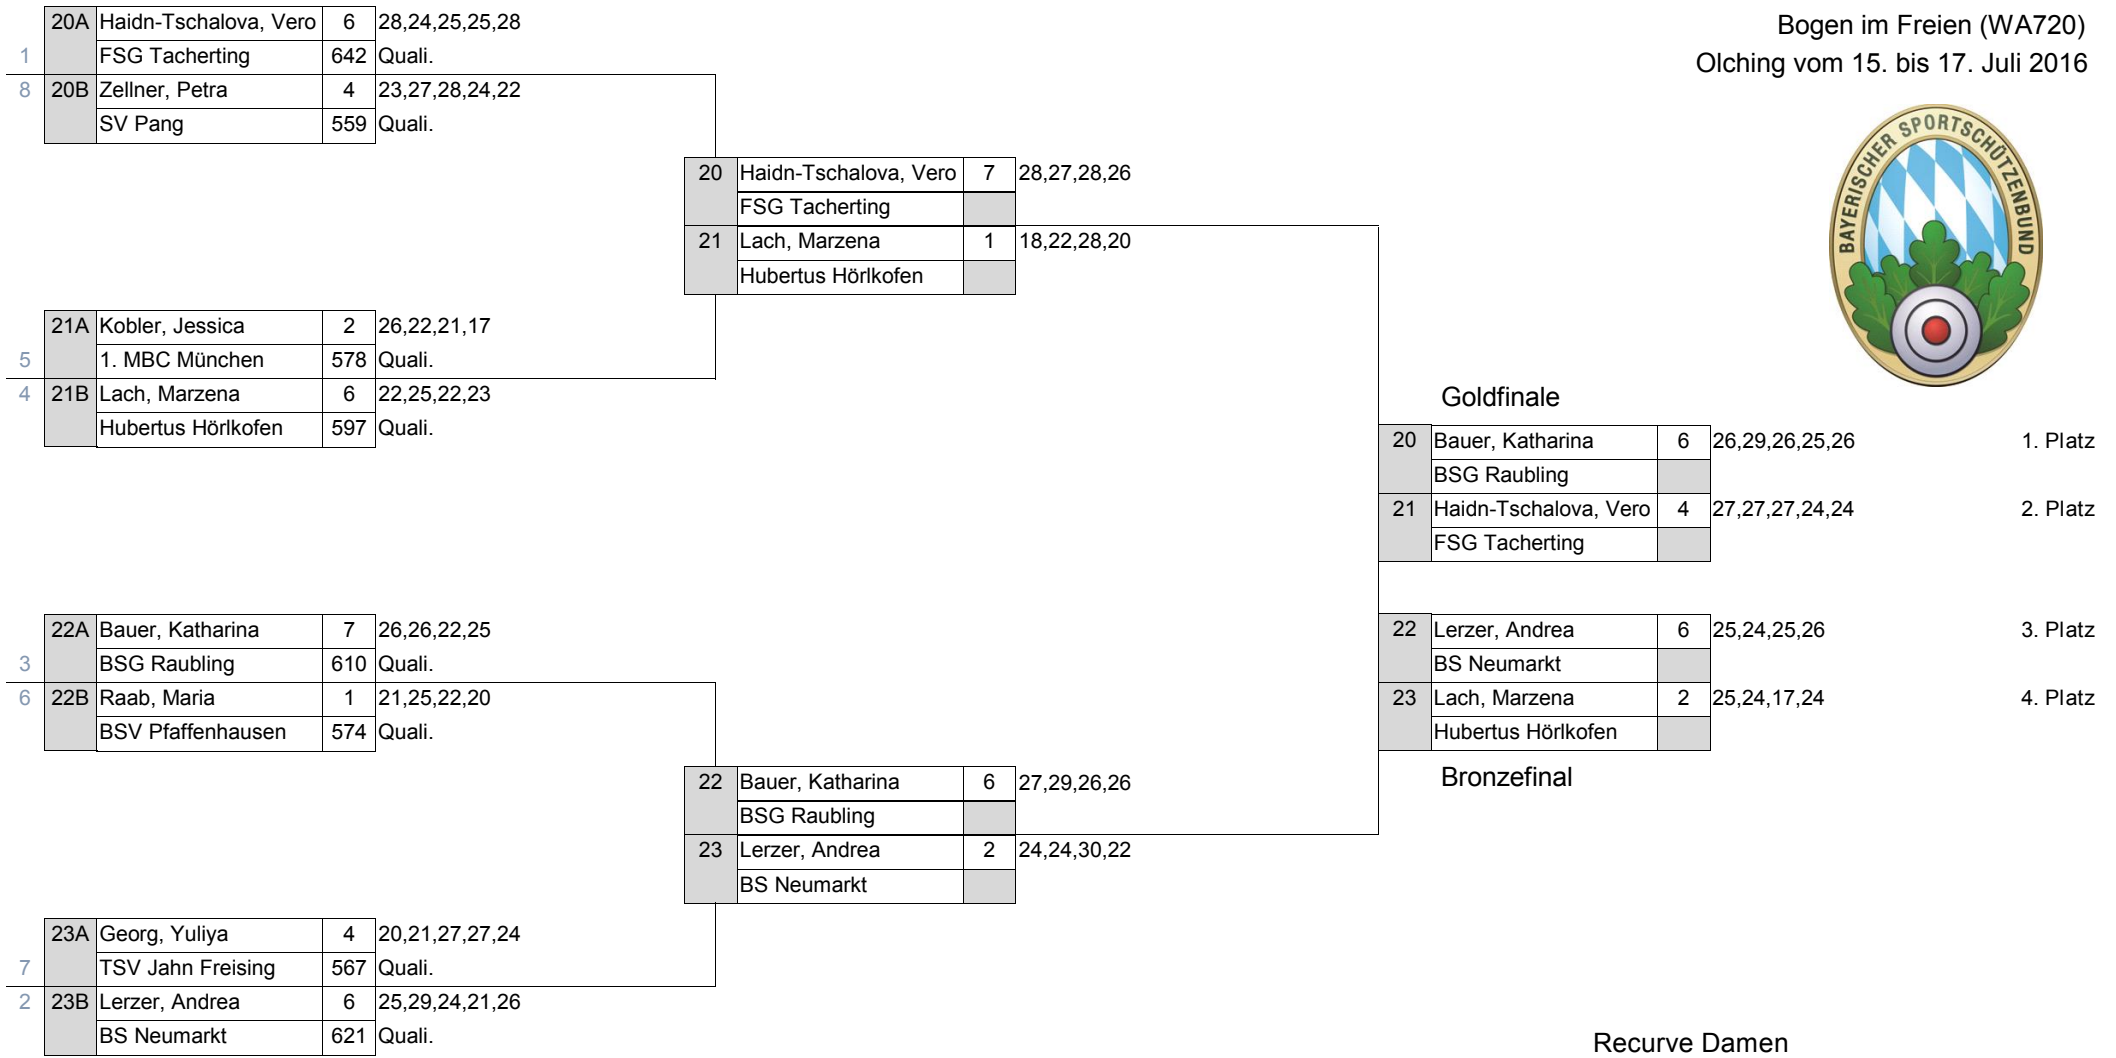 Bogen im Freien (WA720)
Olching vom 15. bis 17. Juli 2016
BAYERISCHER SPORTSCHÜTZENBUND
20A Haidn-Tschalova, Vero 6 28,24,25,25,28
1 FSG Tacherting 642 Quali.
8 20B Zellner, Petra 4 23,27,28,24,22
SV Pang 559 Quali.
21A Kobler, Jessica 2 26,22,21,17
5 1. MBC München 578 Quali.
4 21B Lach, Marzena 6 22,25,22,23
Hubertus Hörlkofen 597 Quali.
22A Bauer, Katharina 7 26,26,22,25
3 BSG Raubling 610 Quali.
6 22B Raab, Maria 1 21,25,22,20
BSV Pfaffenhausen 574 Quali.
23A Georg, Yuliya 4 20,21,27,27,24
7 TSV Jahn Freising 567 Quali.
2 23B Lerzer, Andrea 6 25,29,24,21,26
BS Neumarkt 621 Quali.
20 Haidn-Tschalova, Vero 7 28,27,28,26
FSG Tacherting
21 Lach, Marzena 1 18,22,28,20
Hubertus Hörlkofen
22 Bauer, Katharina 6 27,29,26,26
BSG Raubling
23 Lerzer, Andrea 2 24,24,30,22
BS Neumarkt
Goldfinale
20 Bauer, Katharina 6 26,29,26,25,26 1. Platz
BSG Raubling
21 Haidn-Tschalova, Vero 4 27,27,27,24,24 2. Platz
FSG Tacherting
22 Lerzer, Andrea 6 25,24,25,26 3. Platz
BS Neumarkt
23 Lach, Marzena 2 25,24,17,24 4. Platz
Hubertus Hörlkofen
Bronzefinal
Recurve Damen